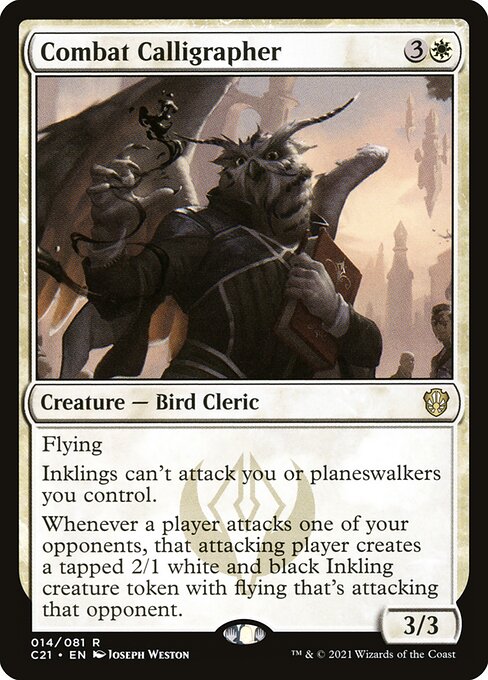 Combat Calligrapher 3
Creature — Bird Cleric
Flying
Inklings can't attack you or planeswalkers
you control.
Whenever a player attacks one of your
opponents, that attacking player creates
a tapped 2/1 white and black Inkling
creature token with flying that's attacking
that opponent.
3/3
014/081 R
C21 • EN Joseph Weston
™ & © 2021 Wizards of the Coast